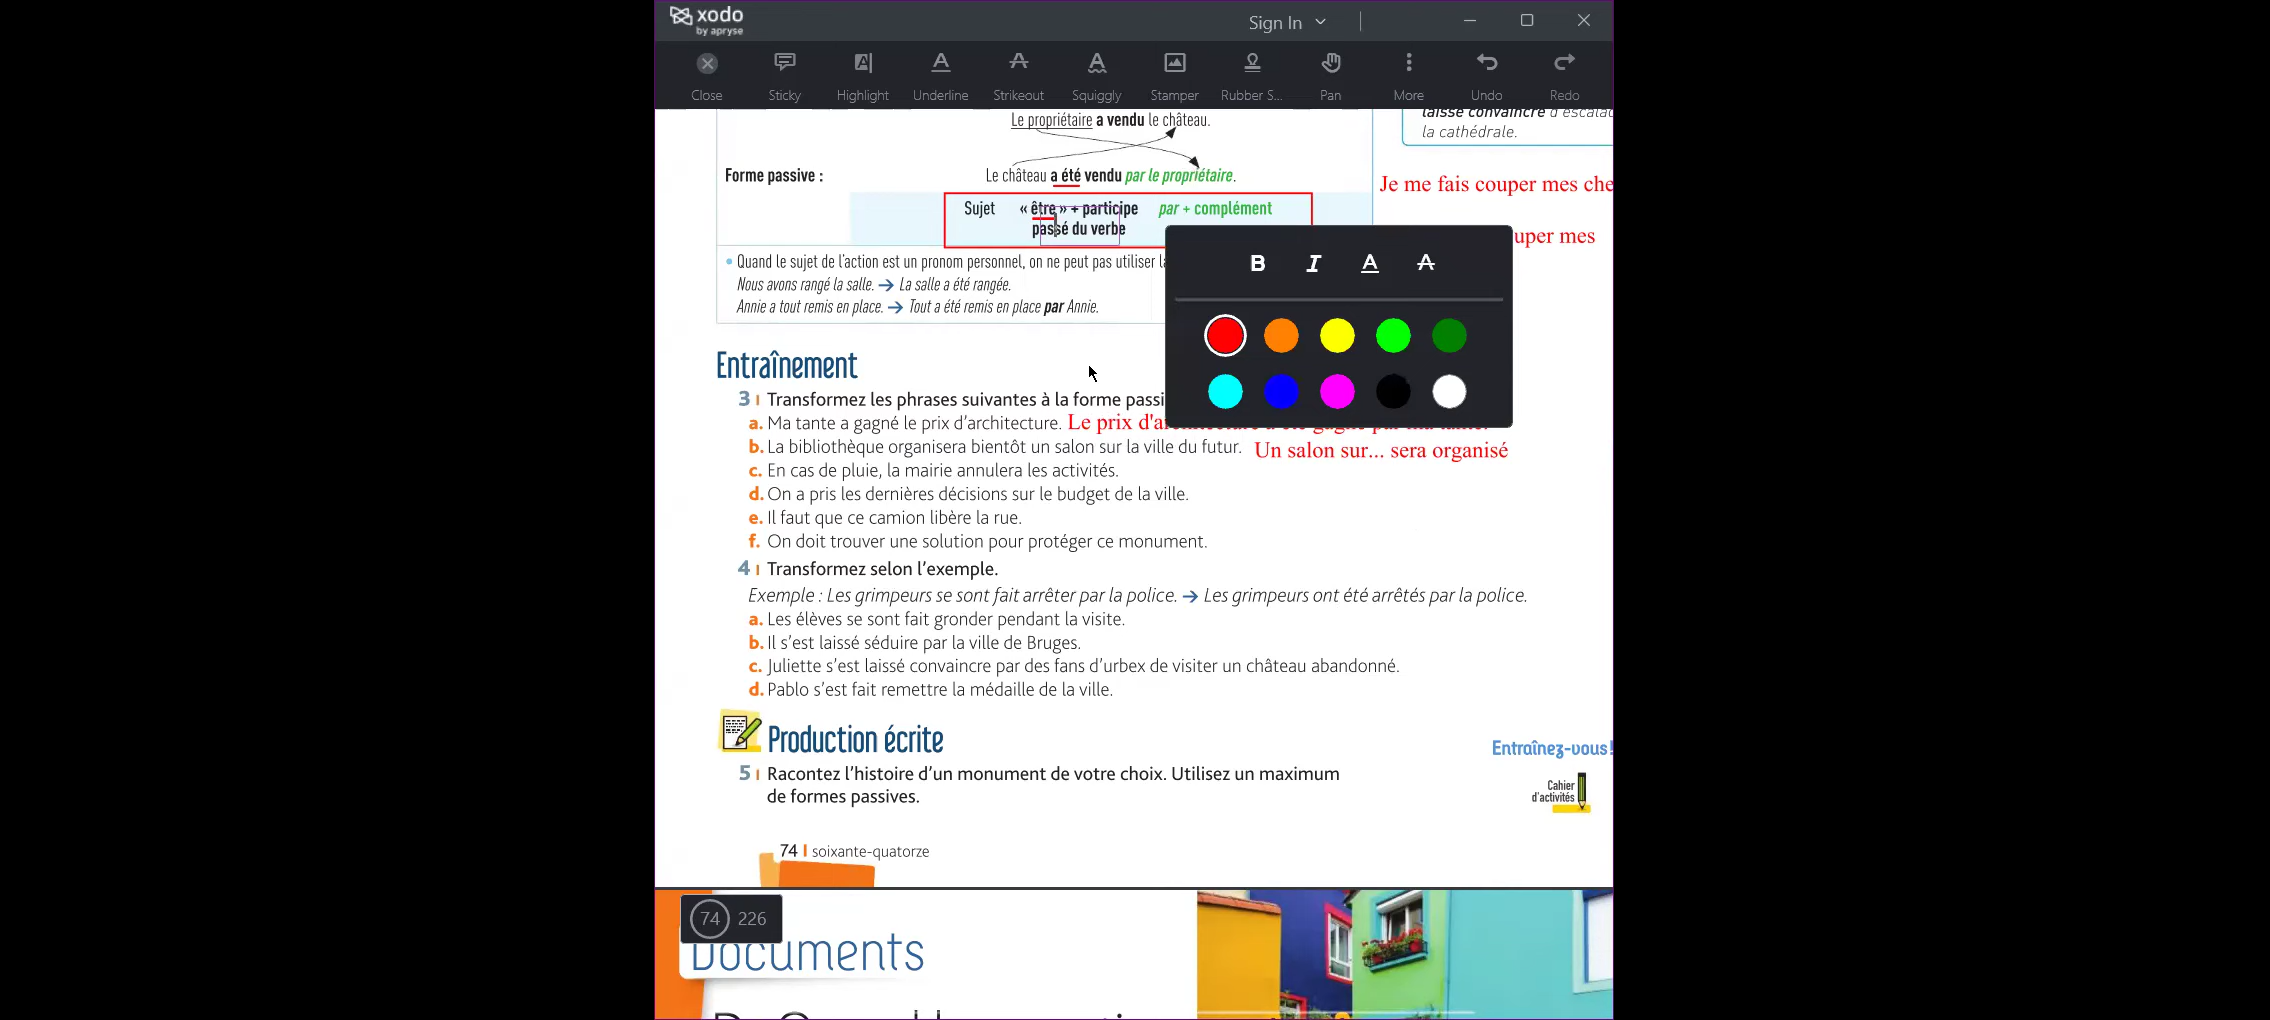 xodo
by apryse
Sign In
Close
Sticky
Highlight
Underline
Strikeout
Squiggly
Stamper
Rubber S...
Pan
More
Undo
Redo
Le propriétaire a vendu le château.
Forme passive :
Le château a été vendu par le propriétaire.
Sujet « être » + participe par + complément
passé du verbe
• Quand le sujet de l'action est un pronom personnel, on ne peut pas utiliser
Nous avons rangé la salle. → La salle a été rangée.
Annie a tout remis en place. → Tout a été remis en place par Annie.
laissé convaincre d'escalad
la cathédrale.
Je me fais couper mes che
uper mes
B I A A
Entraînement
3 I Transformez les phrases suivantes à la forme passi
a. Ma tante a gagné le prix d'architecture. Le prix d'ar
b. La bibliothèque organisera bientôt un salon sur la ville du futur. Un salon sur... sera organisé
c. En cas de pluie, la mairie annulera les activités.
d. On a pris les dernières décisions sur le budget de la ville.
e. Il faut que ce camion libère la rue.
f. On doit trouver une solution pour protéger ce monument.
4 I Transformez selon l'exemple.
Exemple : Les grimpeurs se sont fait arrêter par la police. → Les grimpeurs ont été arrêtés par la police.
a. Les élèves se sont fait gronder pendant la visite.
b. Il s'est laissé séduire par la ville de Bruges.
c. Juliette s'est laissé convaincre par des fans d'urbex de visiter un château abandonné.
d. Pablo s'est fait remettre la médaille de la ville.
Production écrite
5 I Racontez l'histoire d'un monument de votre choix. Utilisez un maximum
de formes passives.
Entraînez-vous !
Cahier
d'activités
74 I soixante-quatorze
74 226
Documents